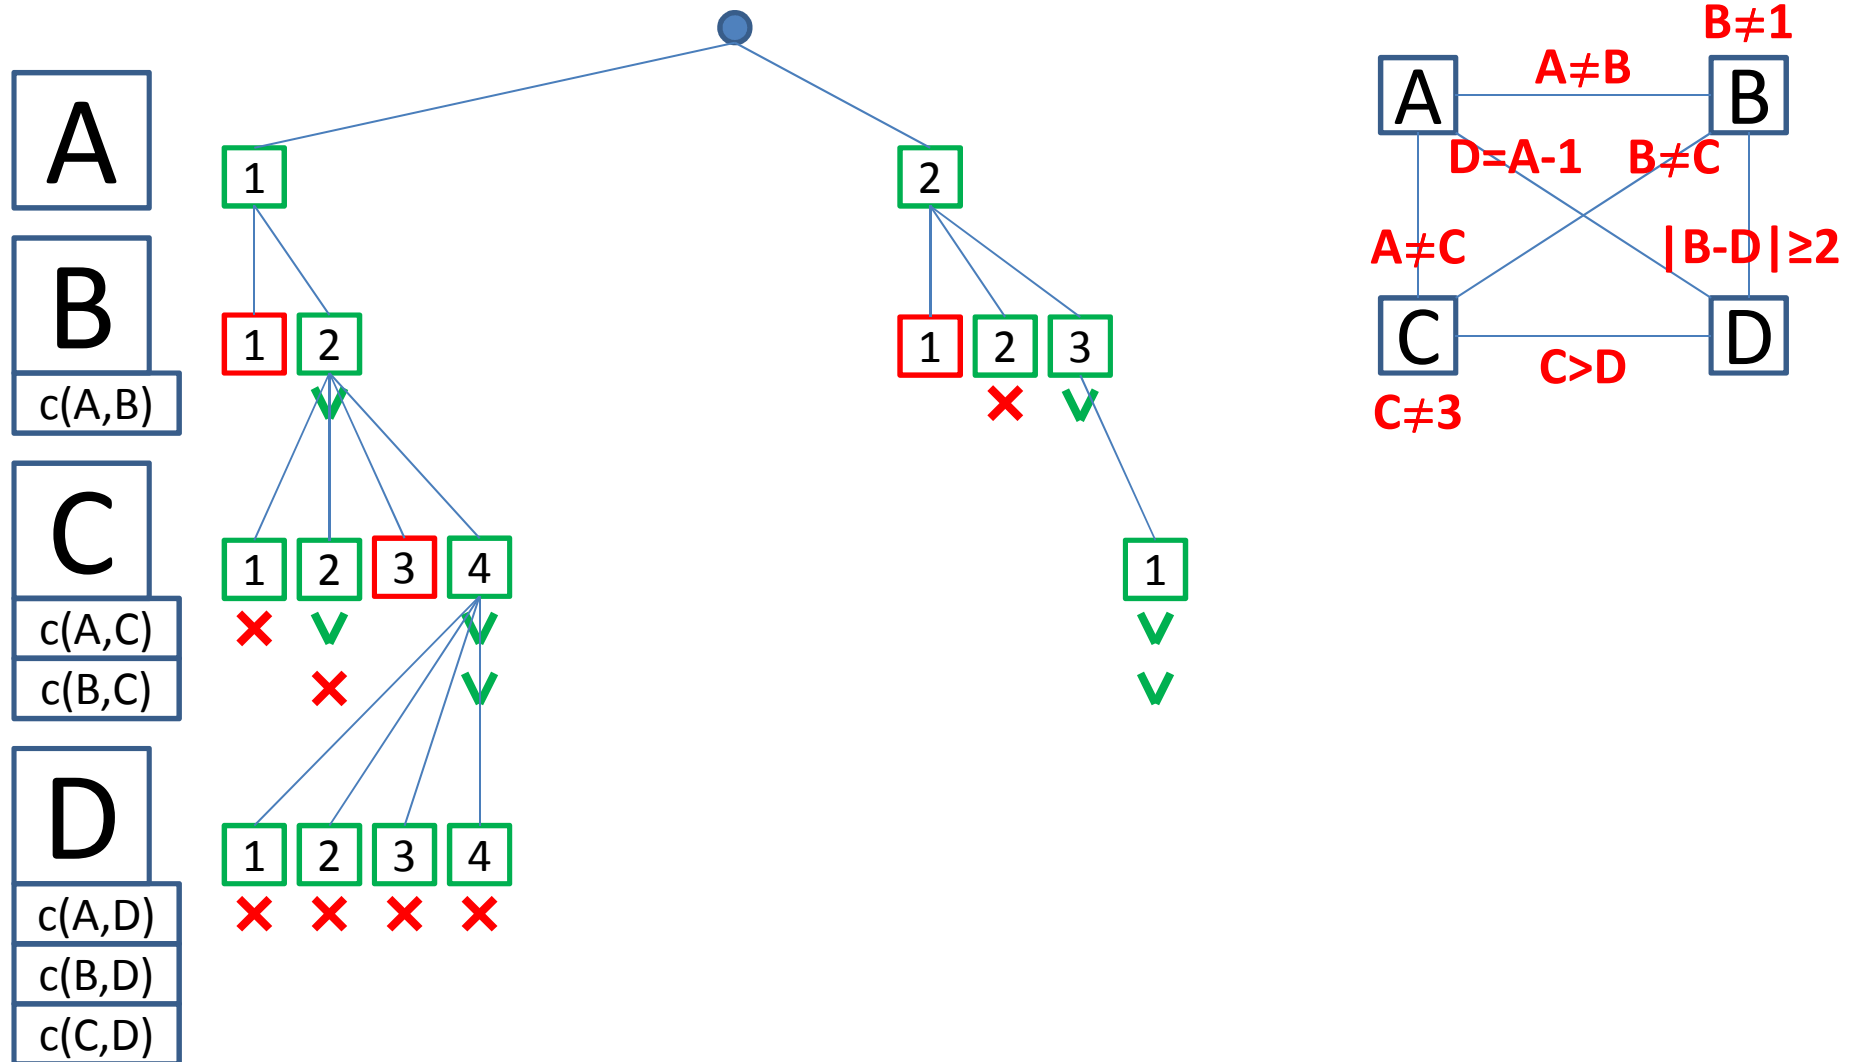 A
1
2
B
1
2
1
2
3
c(A,B)
C
1
2
3
4
1
c(A,C)
c(B,C)
D
1
2
3
4
c(A,D)
c(B,D)
c(C,D)
B≠1
A
A≠B
B
D=A-1
B≠C
A≠C
|B-D|≥2
C
C>D
D
C≠3